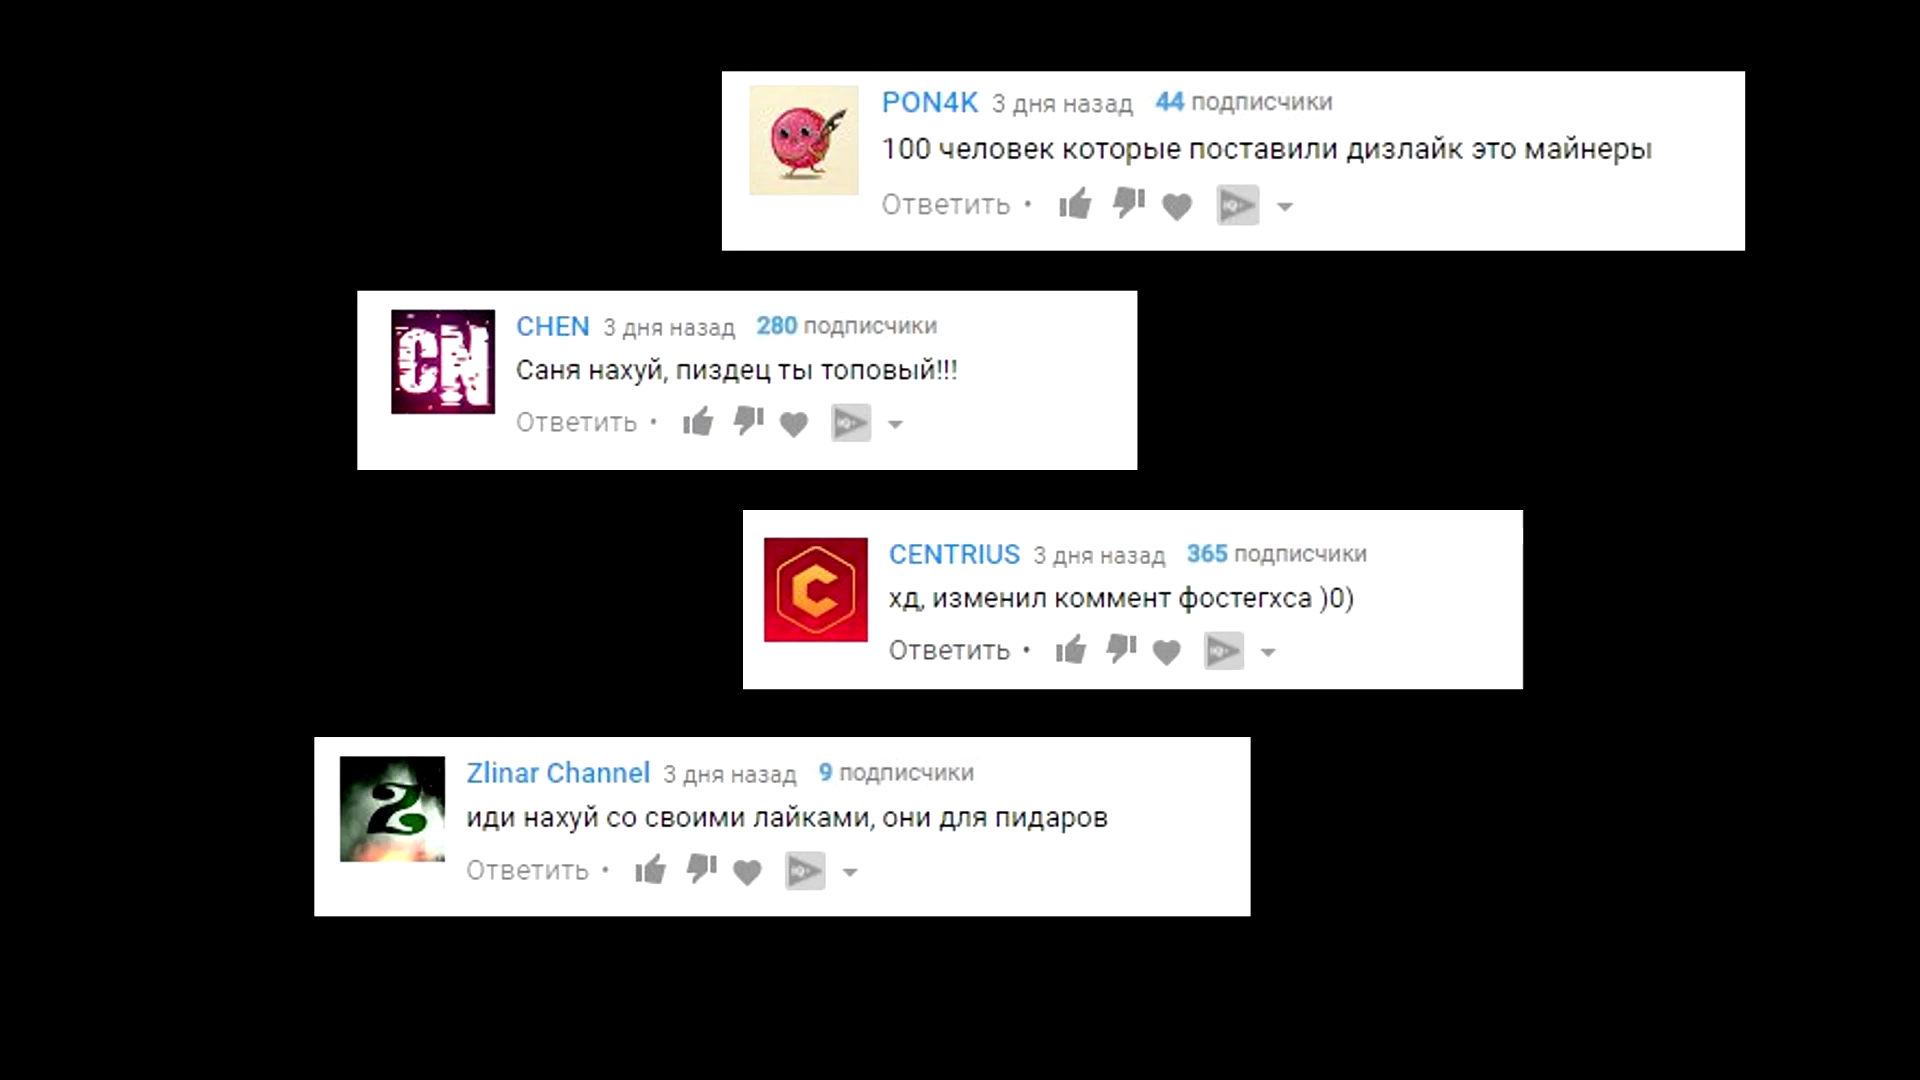 PON4K 3 дня назад 44 подписчики
100 человек которые поставили дизлайк это майнеры
Ответить •
CN
CHEN 3 дня назад 280 подписчики
Саня нахуй, пиздец ты топовый!!!
Ответить •
C
CENTRIUS 3 дня назад 365 подписчики
хд, изменил коммент фостегхса )0)
Ответить •
Z
Zlinar Channel 3 дня назад 9 подписчики
иди нахуй со своими лайками, они для пидаров
Ответить •